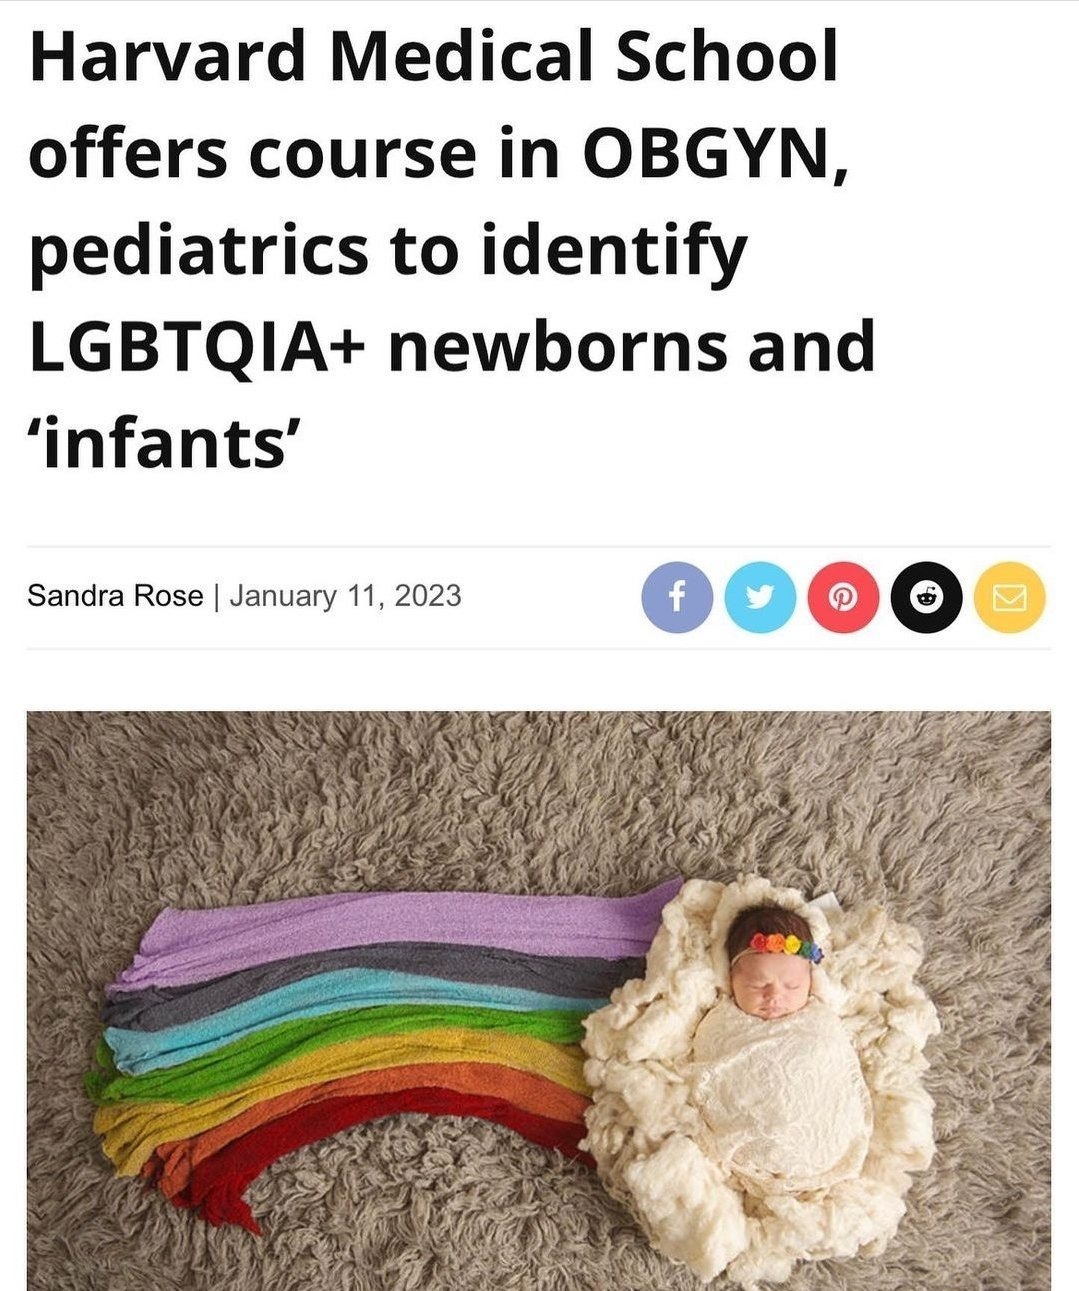 Harvard Medical School
offers course in OBGYN,
pediatrics to identify
LGBTQIA+ newborns and
‘infants’
Sandra Rose | January 11, 2023